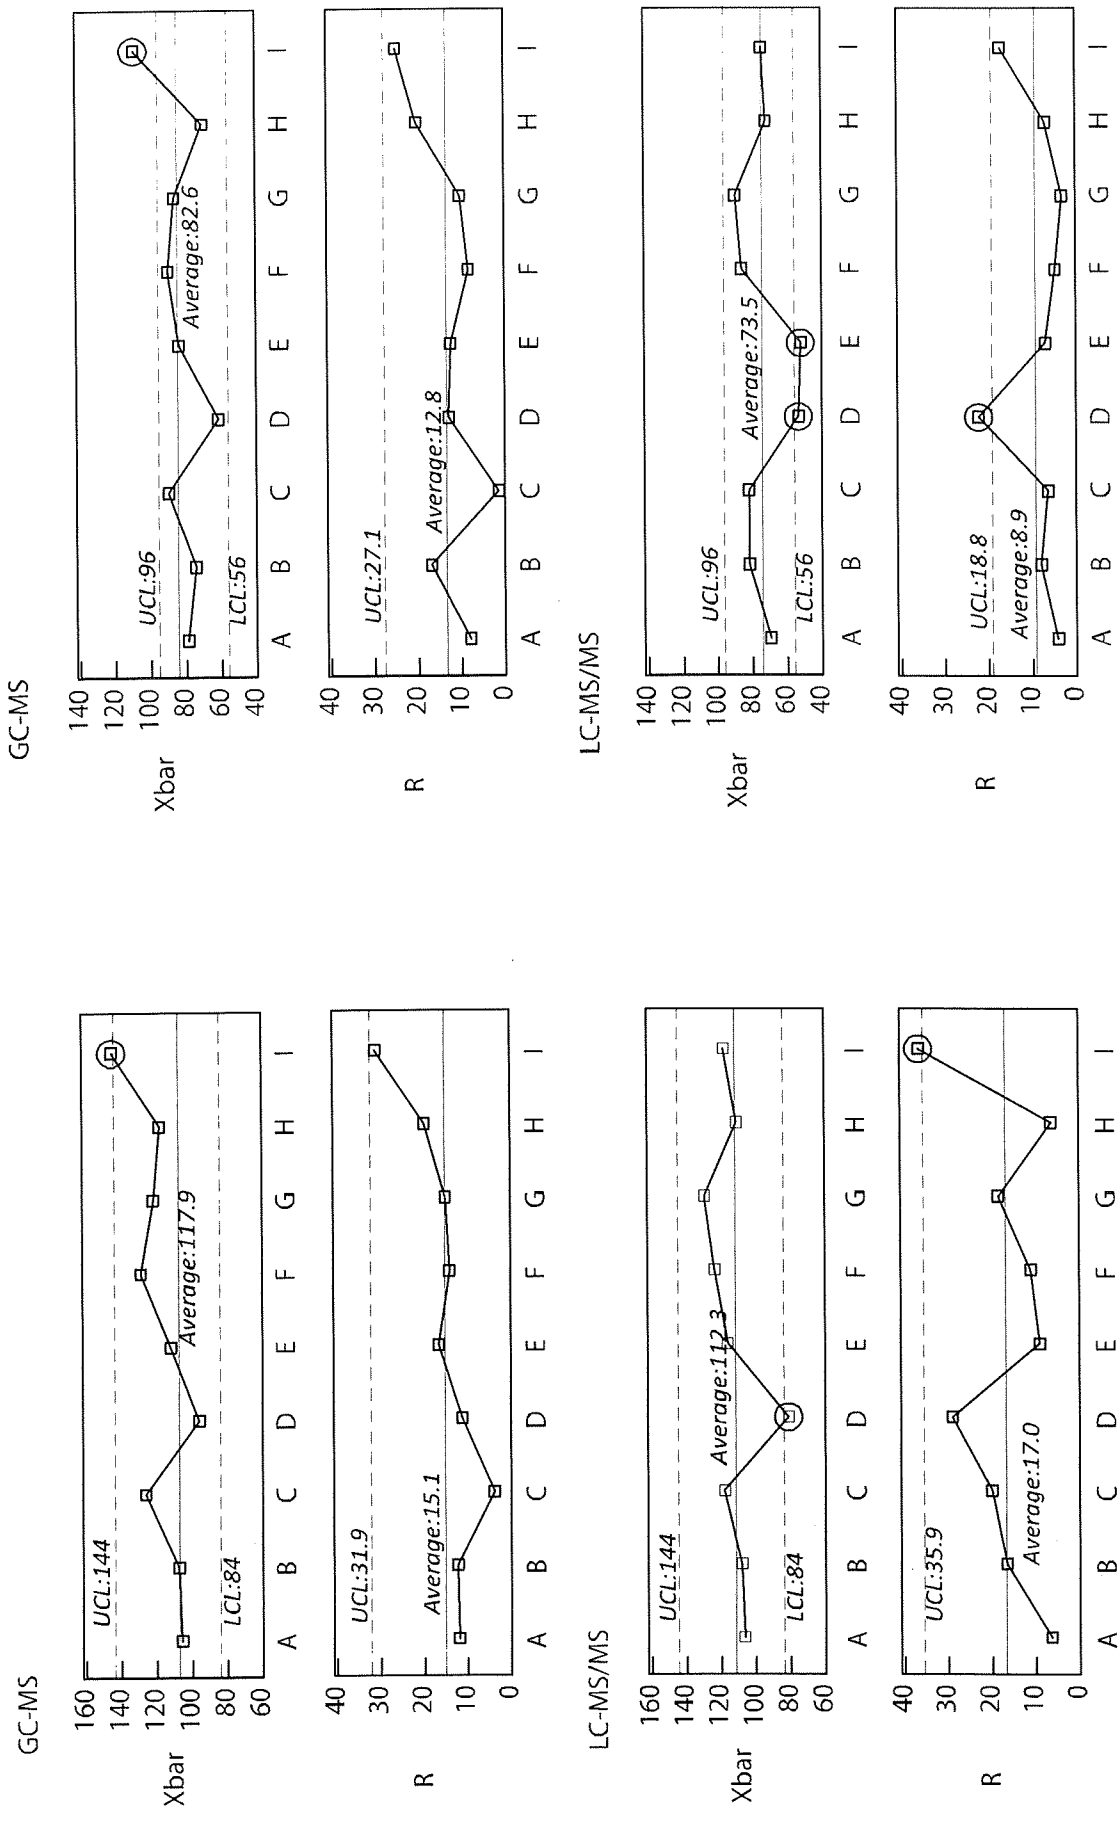 GC-MS
160
140
120
100
80
60
Xbar
UCL:144
Average:117.9
LCL:84
A B C D E F G H I
40
30
20
10
0
R
UCL:31.9
Average:15.1
A B C D E F G H I
LC-MS/MS
160
140
120
100
80
60
Xbar
UCL:144
Average:112.3
LCL:84
A B C D E F G H I
40
30
20
10
0
R
UCL:35.9
Average:17.0
A B C D E F G H I
GC-MS
140
120
100
80
60
40
Xbar
UCL:96
Average:82.6
LCL:56
A B C D E F G H I
40
30
20
10
0
R
UCL:27.1
Average:12.8
A B C D E F G H I
LC-MS/MS
140
120
100
80
60
40
Xbar
UCL:96
Average:73.5
LCL:56
A B C D E F G H I
40
30
20
10
0
R
UCL:18.8
Average:8.9
A B C D E F G H I